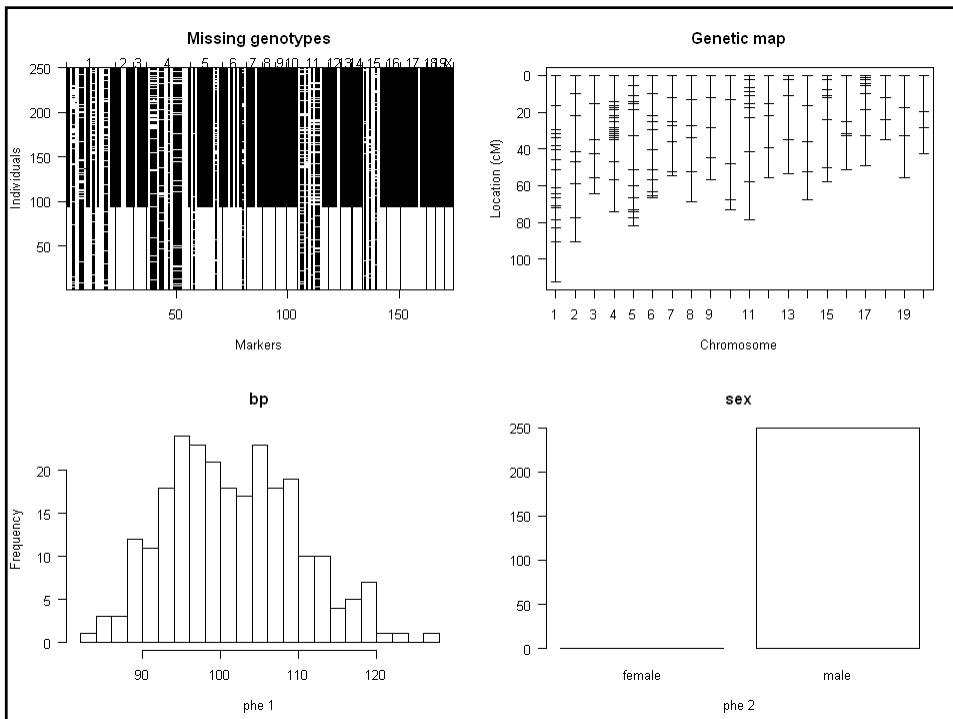 Missing genotypes
1 2 3 4 5 6 7 8 9 10 11 12 13 14 15 16 17 18 19 X
Individuals
250
200
150
100
50
50 100 150
Markers
Genetic map
Location (cM)
0
20
40
60
80
100
1 2 3 4 5 6 7 8 9 11 13 15 17 19
Chromosome
bp
Frequency
20
15
10
5
0
90 100 110 120
phe 1
sex
250
200
150
100
50
0
female male
phe 2